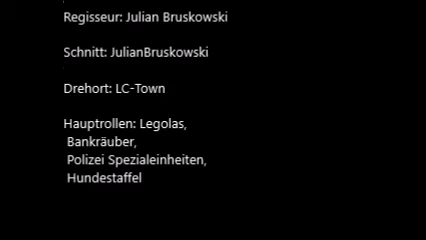 Regisseur: Julian Bruskowski
Schnitt: JulianBruskowski
Drehort: LC-Town
Hauptrollen: Legolas,
Bankräuber,
Polizei Spezialeinheiten,
Hundestaffel